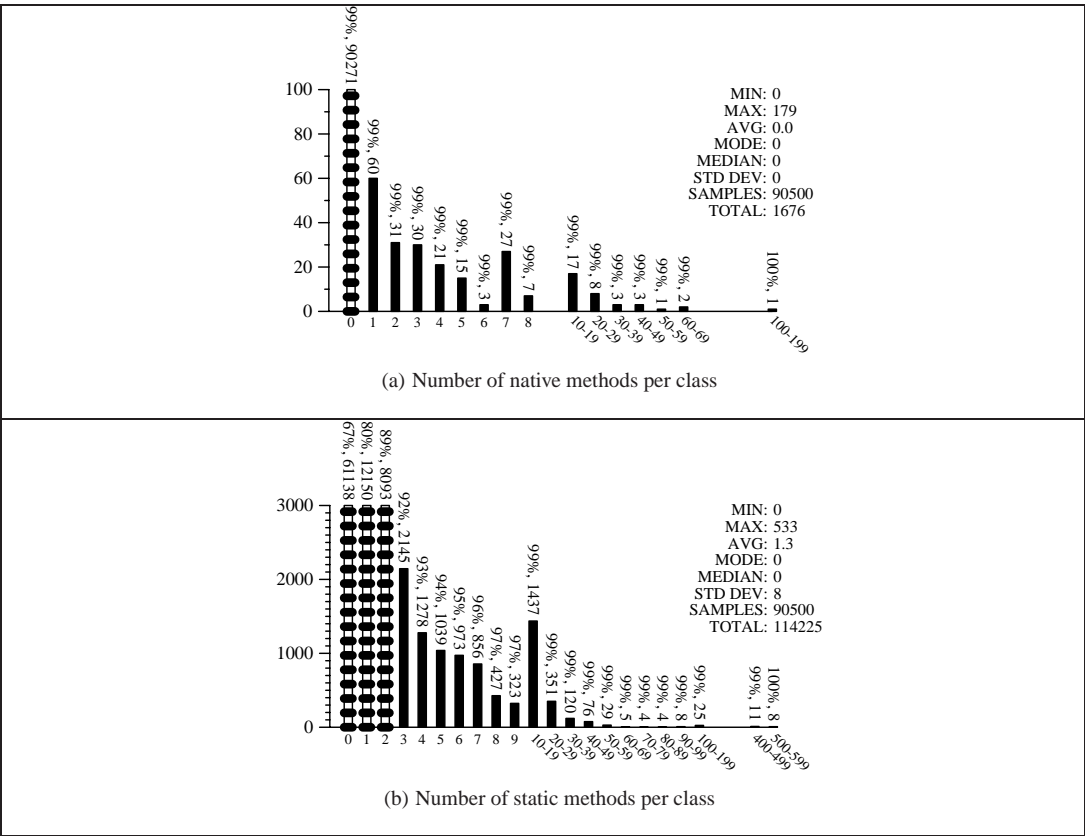 99%, 90271
99%, 60
99%, 31
99%, 30
99%, 21
99%, 15
99%, 3
99%, 27
99%, 7
99%, 17
99%, 8
99%, 3
99%, 3
99%, 1
99%, 2
100%, 1
100
80
60
40
20
0
0 1 2 3 4 5 6 7 8 10-19 20-29 30-39 40-49 50-59 60-69 100-199
MIN: 0
MAX: 179
AVG: 0.0
MODE: 0
MEDIAN: 0
STD DEV: 0
SAMPLES: 90500
TOTAL: 1676
(a) Number of native methods per class
67%, 61138
80%, 12150
89%, 8093
92%, 2145
93%, 1278
94%, 1039
95%, 973
96%, 856
97%, 427
97%, 323
99%, 1437
99%, 351
99%, 120
99%, 76
99%, 29
99%, 5
99%, 4
99%, 4
99%, 8
99%, 25
99%, 11
100%, 8
3000
2000
1000
0
0 1 2 3 4 5 6 7 8 9 10-19 20-29 30-39 40-49 50-59 60-69 70-79 80-89 90-99 100-199 400-499 500-599
MIN: 0
MAX: 533
AVG: 1.3
MODE: 0
MEDIAN: 0
STD DEV: 8
SAMPLES: 90500
TOTAL: 114225
(b) Number of static methods per class